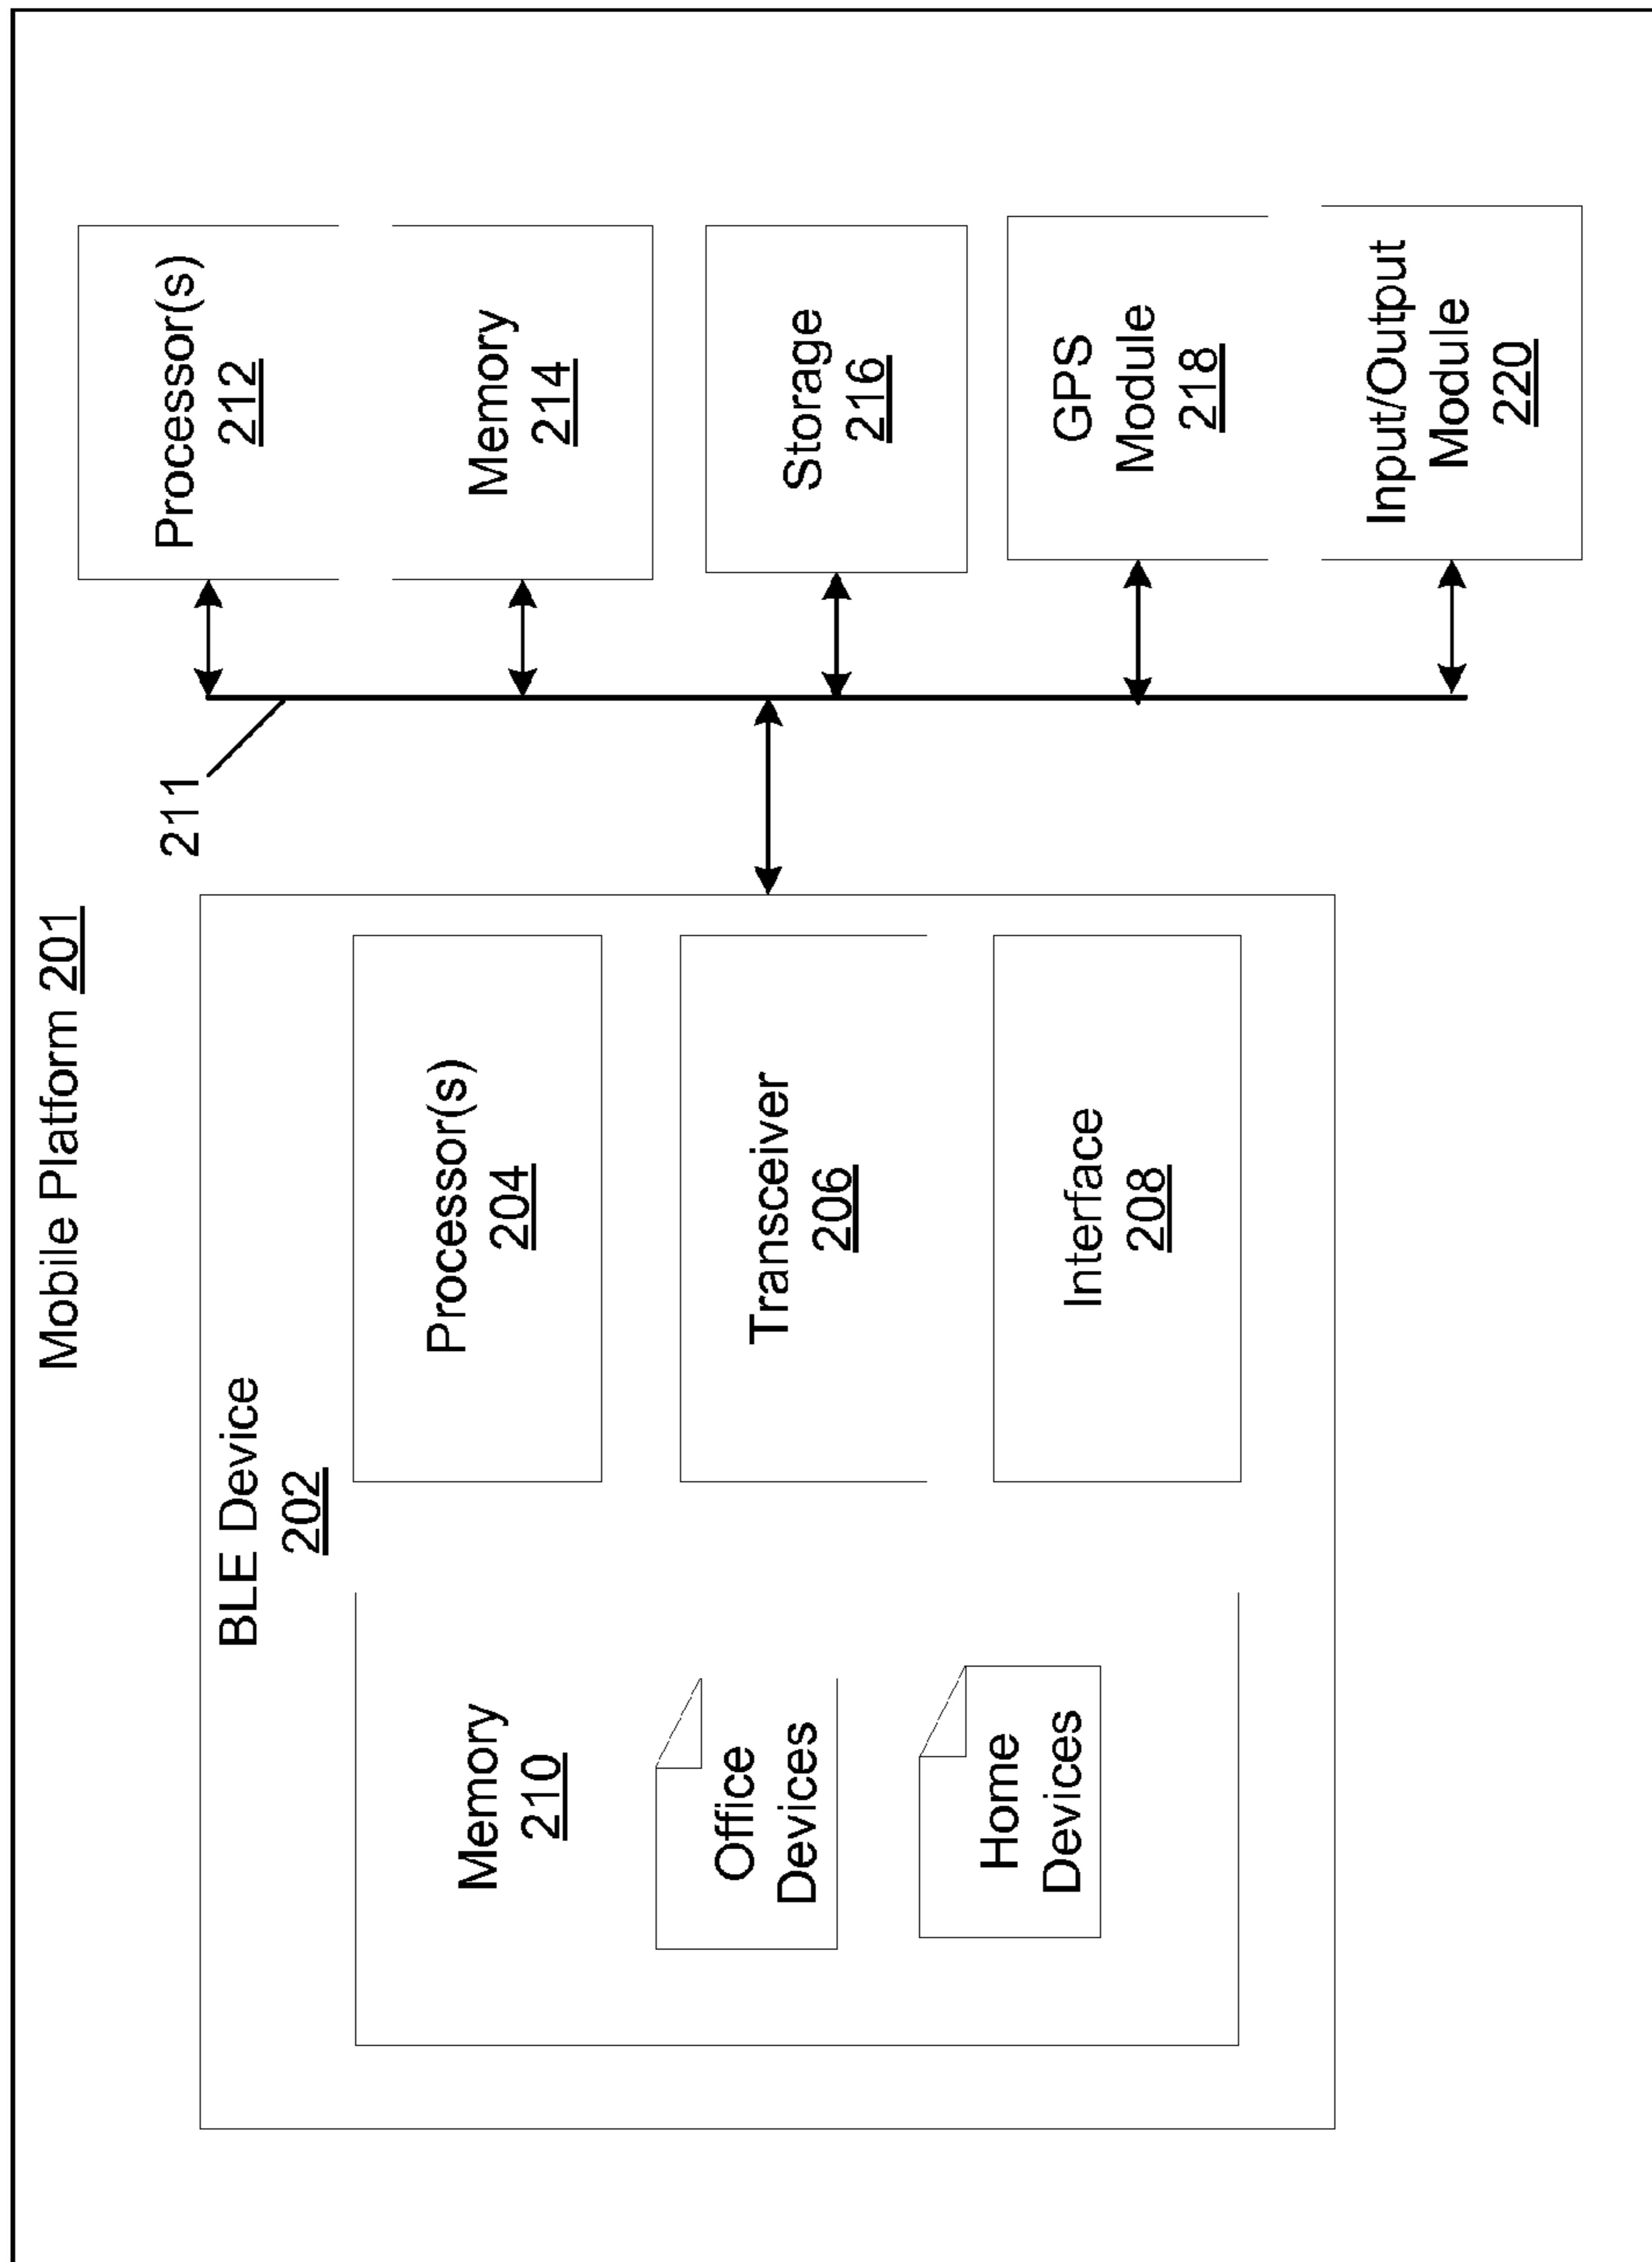 Mobile Platform 201
BLE Device
202
Memory
210
Office
Devices
Home
Devices
Processor(s)
204
Transceiver
206
Interface
208
211
Processor(s)
212
Memory
214
Storage
216
GPS
Module
218
Input/Output
Module
220